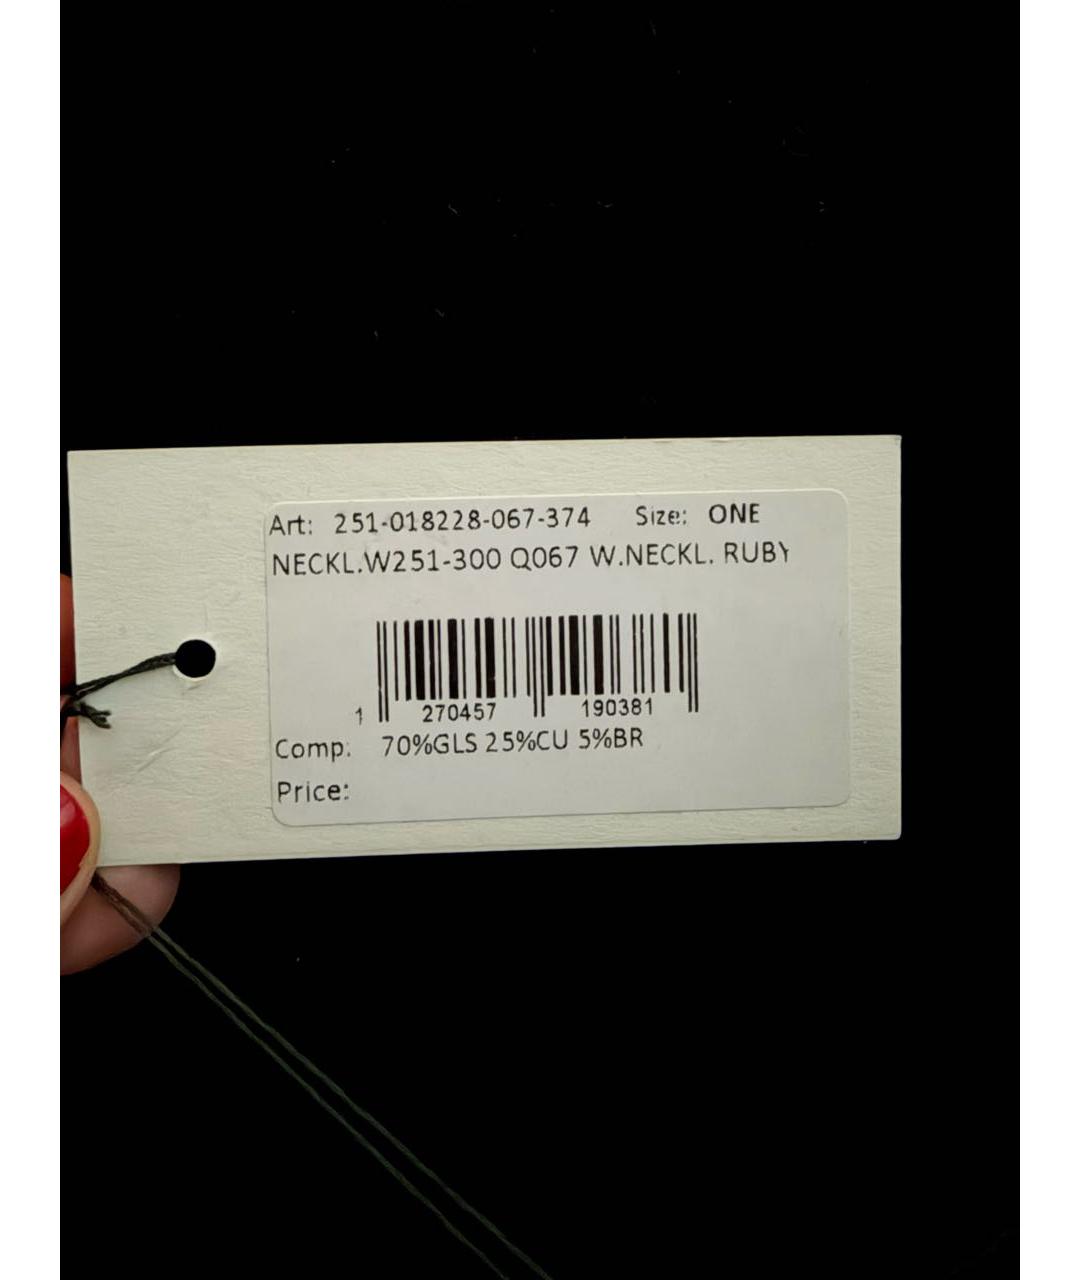 Art: 251-018228-067-374 Size: ONE
NECKL.W251-300 Q067 W.NECKL. RUBY
1 270457 190381
Comp: 70%GLS 25%CU 5%BR
Price: